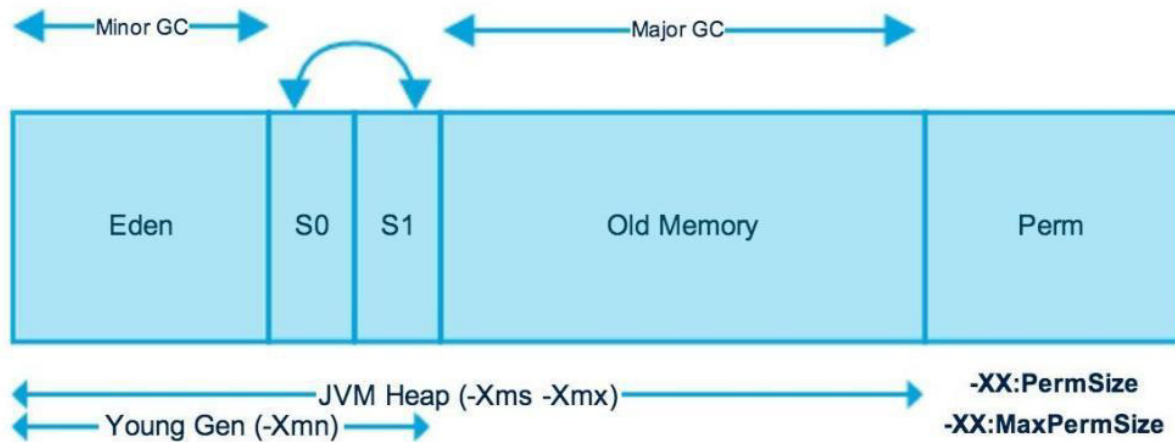 Minor GC
Major GC
Eden
S0
S1
Old Memory
Perm
JVM Heap (-Xms -Xmx)
-XX:PermSize
Young Gen (-Xmn)
-XX:MaxPermSize